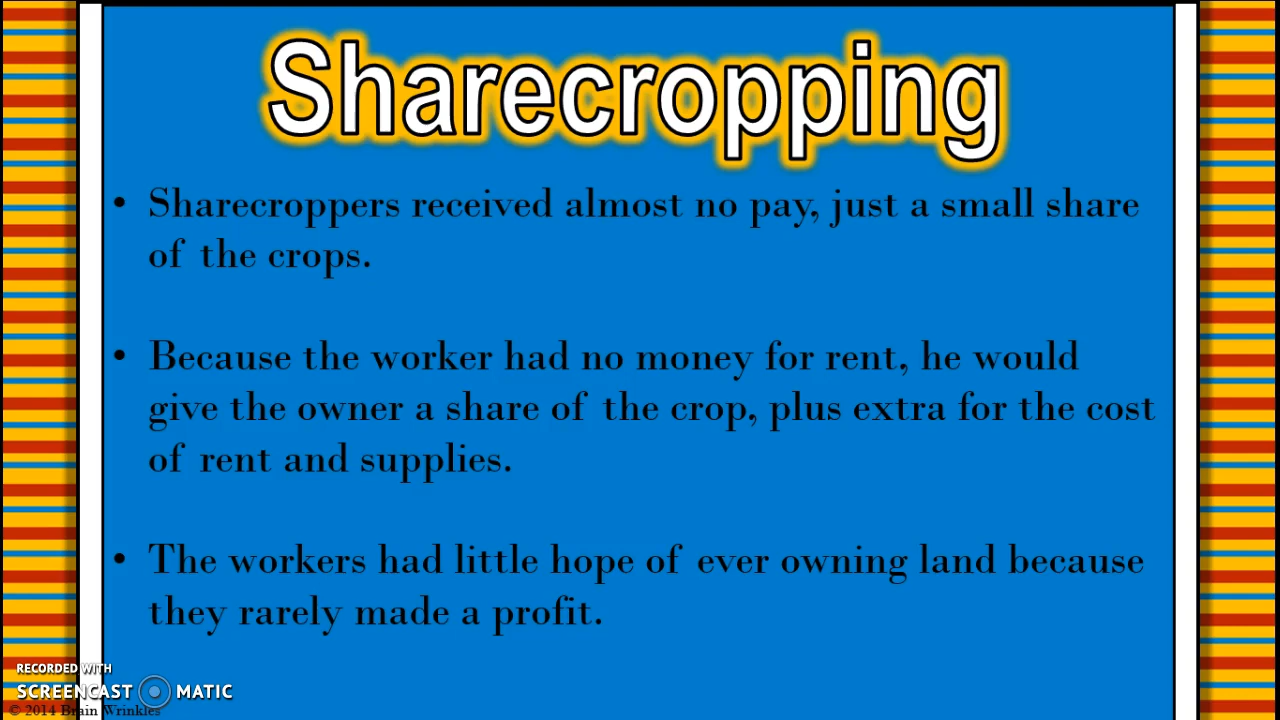 Sharecropping
• Sharecroppers received almost no pay, just a small share
of the crops.
• Because the worker had no money for rent, he would
give the owner a share of the crop, plus extra for the cost
of rent and supplies.
• The workers had little hope of ever owning land because
they rarely made a profit.
RECORDED WITH
SCREENCAST MATIC
© 2014 Brain Wrinkles